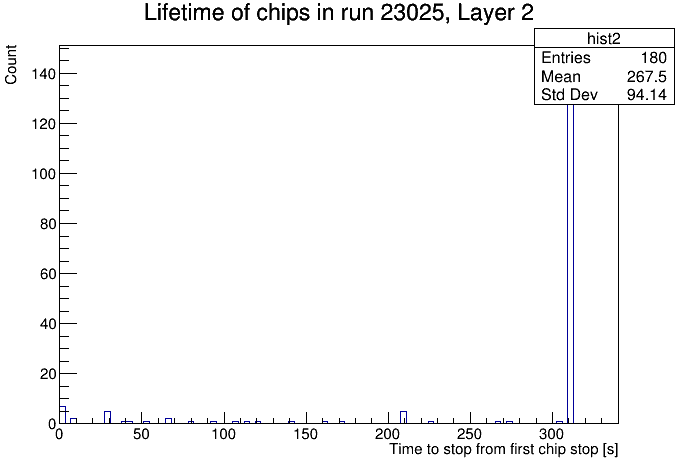 Lifetime of chips in run 23025, Layer 2
hist2
Entries 180
Mean 267.5
Std Dev 94.14
Count
140
120
100
80
60
40
20
0
0 50 100 150 200 250 300
Time to stop from first chip stop [s]